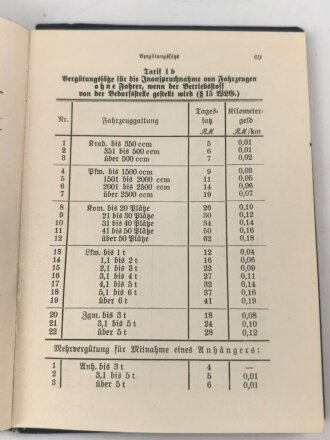 Vergütungssätze 69
Tarif 1 b
Vergütungssätze für die Inanspruchnahme von Fahrzeugen
ohne Fahrer, wenn der Betriebsstoff
von der Bedarfsstelle gestellt wird (§ 15 WLG.)
Nr. Fahrzeuggattung Tages- satz RM Kilometer- geld RM/km
1 Krad. bis 350 ccm 5 0,01
2 351 bis 500 ccm 6 0,01
3 über 500 ccm 7 0,02
4 Pkw. bis 1500 ccm 9 0,03
5 1501 bis 2000 ccm 11 0,05
6 2001 bis 2500 ccm 14 0,06
7 über 2500 ccm 19 0,07
8 Kom. bis 20 Plätze 26 0,10
9 21 bis 30 Plätze 30 0,12
10 31 bis 40 Plätze 34 0,14
11 41 bis 50 Plätze 50 0,16
12 über 50 Plätze 62 0,18
13 Lkw. bis 1 t 12 0,04
14 1,1 bis 2 t 16 0,06
15 2,1 bis 3 t 22 0,09
16 3,1 bis 4 t 27 0,11
17 4,1 bis 5 t 32 0,14
18 5,1 bis 6 t 37 0,16
19 über 6 t 41 0,19
20 Zgm. bis 3 t 18 0,08
21 3,1 bis 5 t 24 0,10
22 über 5 t 28 0,12
Mehrvergütung für Mitnahme eines Anhängers:
1 Anh. bis 3 t 4 —
2 3,1 bis 5 t 5 0,01
3 über 5 t 6 0,01